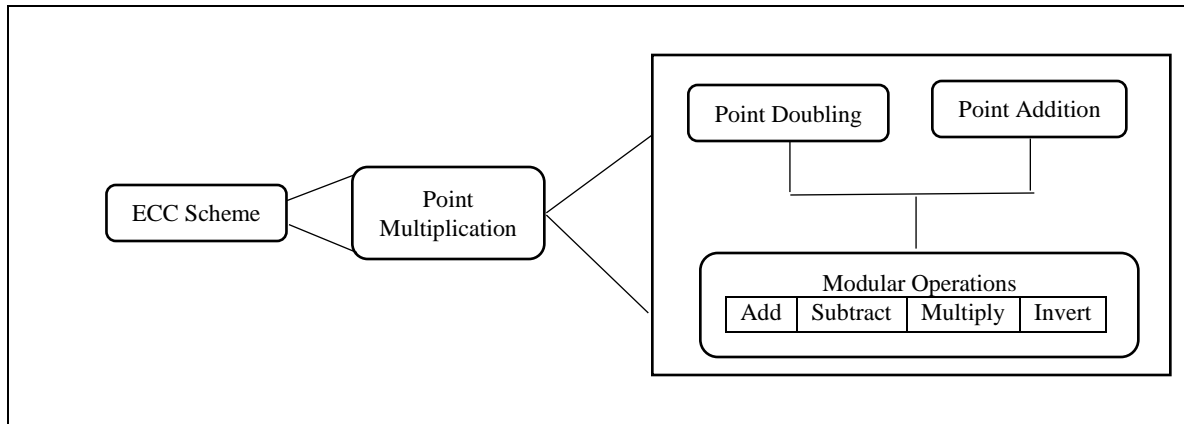 Point Doubling
Point Addition
ECC Scheme
Point
Multiplication
Modular Operations
Add Subtract Multiply Invert